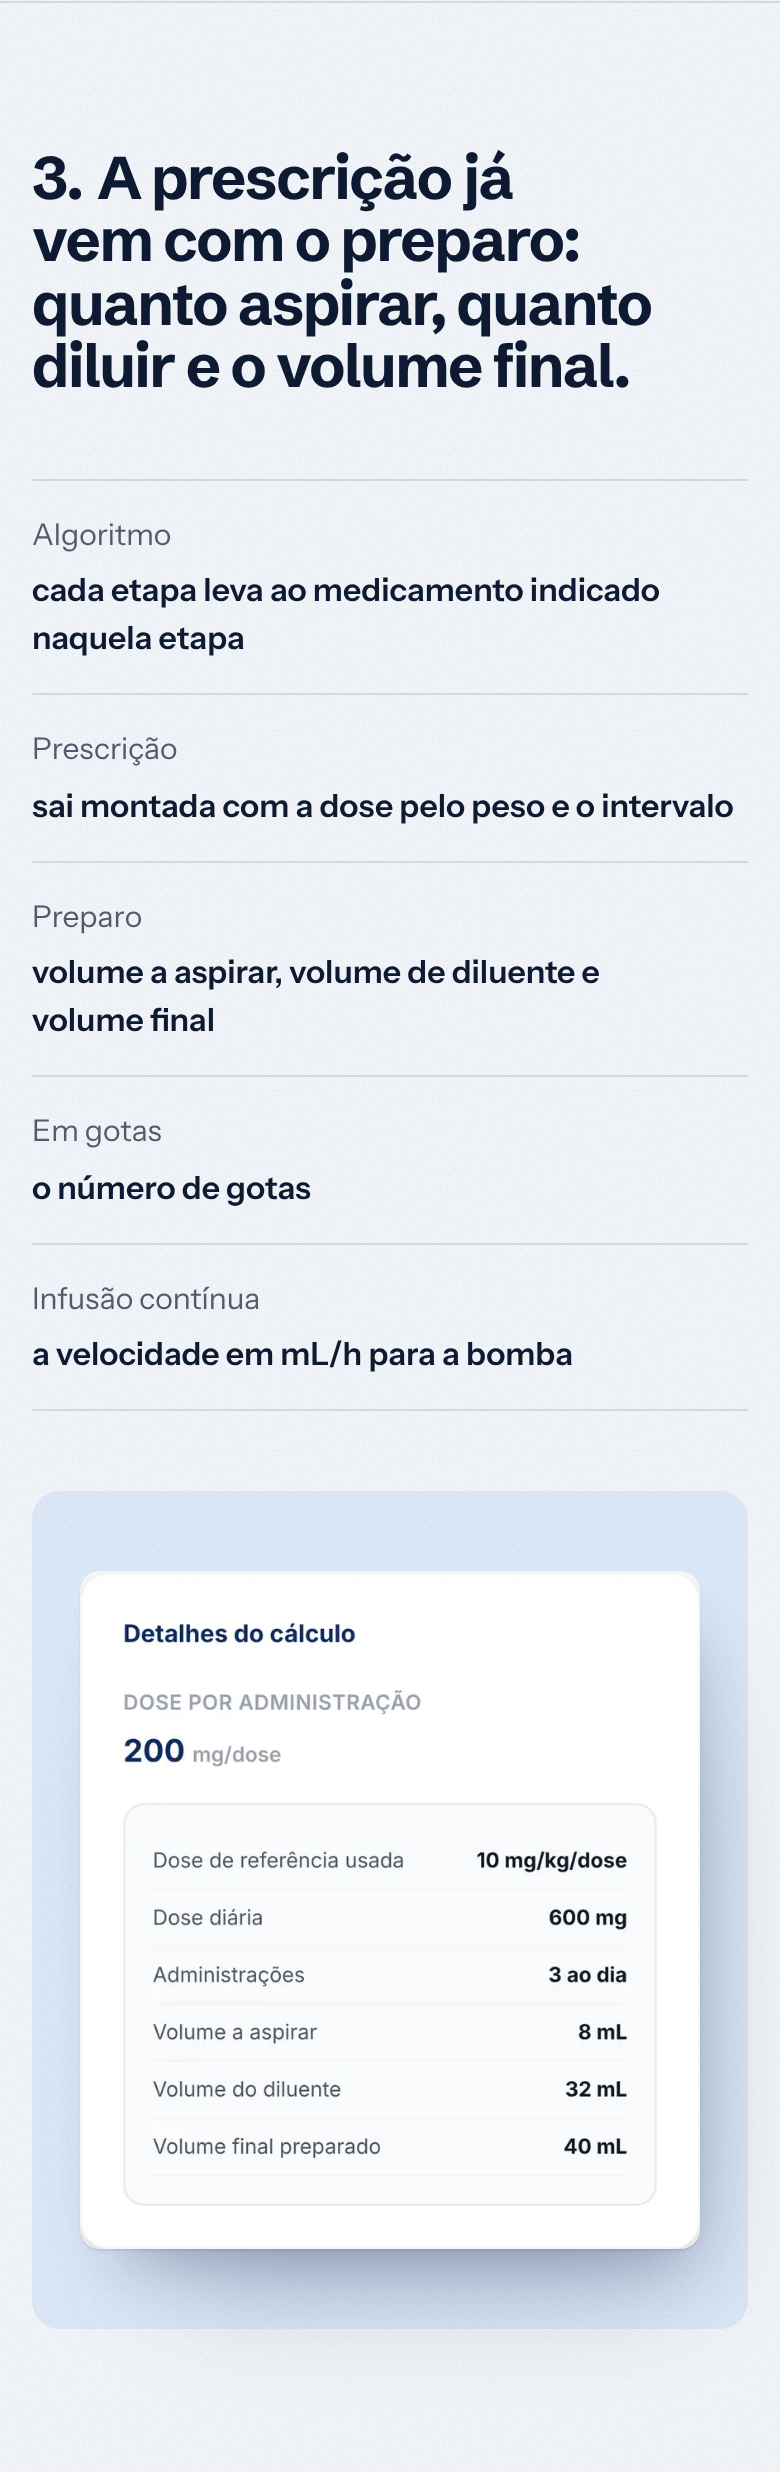 3. A prescrição já
vem com o preparo:
quanto aspirar, quanto
diluir e o volume final.
Algoritmo
cada etapa leva ao medicamento indicado
naquela etapa
Prescrição
sai montada com a dose pelo peso e o intervalo
Preparo
volume a aspirar, volume de diluente e
volume final
Em gotas
o número de gotas
Infusão contínua
a velocidade em mL/h para a bomba
Detalhes do cálculo
DOSE POR ADMINISTRAÇÃO
200 mg/dose
Dose de referência usada 10 mg/kg/dose
Dose diária 600 mg
Administrações 3 ao dia
Volume a aspirar 8 mL
Volume do diluente 32 mL
Volume final preparado 40 mL